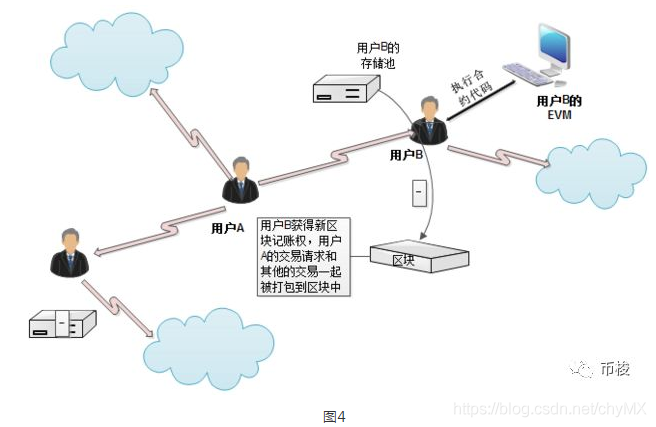 用户B的
存储池
执行合
约代码
用户B的
EVM
用户B
用户A
用户B获得新区
块记账权，用户
A的交易请求和
其他的交易一起
被打包到区块中
区块
币梭
https://blog.csdn.net/chyMX
图4